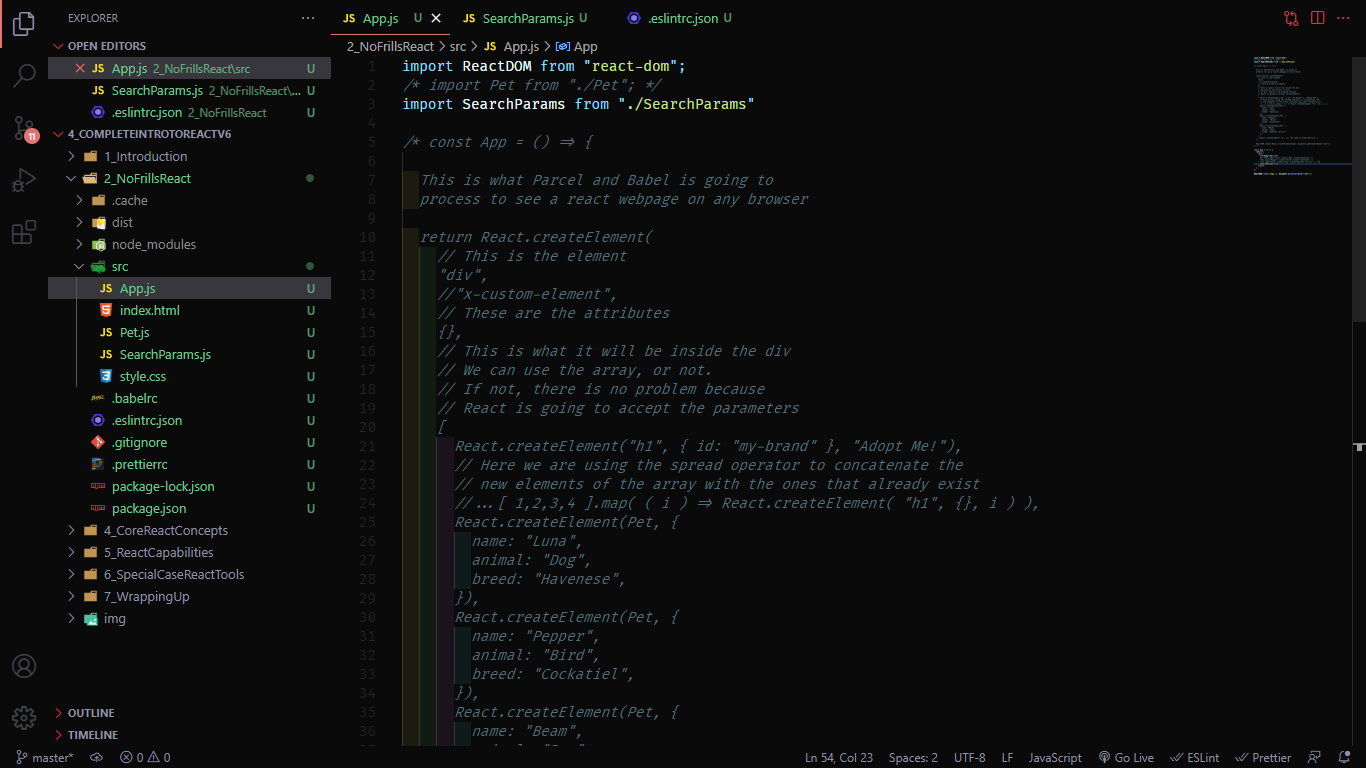 EXPLORER
OPEN EDITORS
App.js 2_NoFrillsReact\src U
SearchParams.js 2_NoFrillsReact\... U
.eslintrc.json 2_NoFrillsReact U
4_COMPLETEINTROTOREACTV6
1_Introduction
2_NoFrillsReact
.cache
dist
node_modules
src
JS App.js U
index.html U
JS Pet.js U
JS SearchParams.js U
style.css U
.babelrc U
.eslintrc.json U
.gitignore U
.prettierrc U
package-lock.json U
package.json U
4_CoreReactConcepts
5_ReactCapabilities
6_SpecialCaseReactTools
7_WrappingUp
img
OUTLINE
TIMELINE
11
JS App.js U JS SearchParams.js U .eslintrc.json U
2_NoFrillsReact > src > JS App.js > App
1 import ReactDOM from "react-dom";
2 /* import Pet from "./Pet"; */
3 import SearchParams from "./SearchParams"
4
5 /* const App = () => {
6
7 This is what Parcel and Babel is going to
8 process to see a react webpage on any browser
9
10 return React.createElement(
11 // This is the element
12 "div",
13 //"x-custom-element",
14 // These are the attributes
15 {},
16 // This is what it will be inside the div
17 // We can use the array, or not.
18 // If not, there is no problem because
19 // React is going to accept the parameters
20 [
21 React.createElement("h1", { id: "my-brand" }, "Adopt Me!"),
22 // Here we are using the spread operator to concatenate the
23 // new elements of the array with the ones that already exist
24 //...[ 1,2,3,4 ].map( ( i ) => React.createElement( "h1", {}, i ) ),
25 React.createElement(Pet, {
26 name: "Luna",
27 animal: "Dog",
28 breed: "Havenese",
29 }),
30 React.createElement(Pet, {
31 name: "Pepper",
32 animal: "Bird",
33 breed: "Cockatiel",
34 }),
35 React.createElement(Pet, {
36 name: "Beam",
master* 0 0 Ln 54, Col 23 Spaces: 2 UTF-8 LF JavaScript Go Live ESLint Prettier